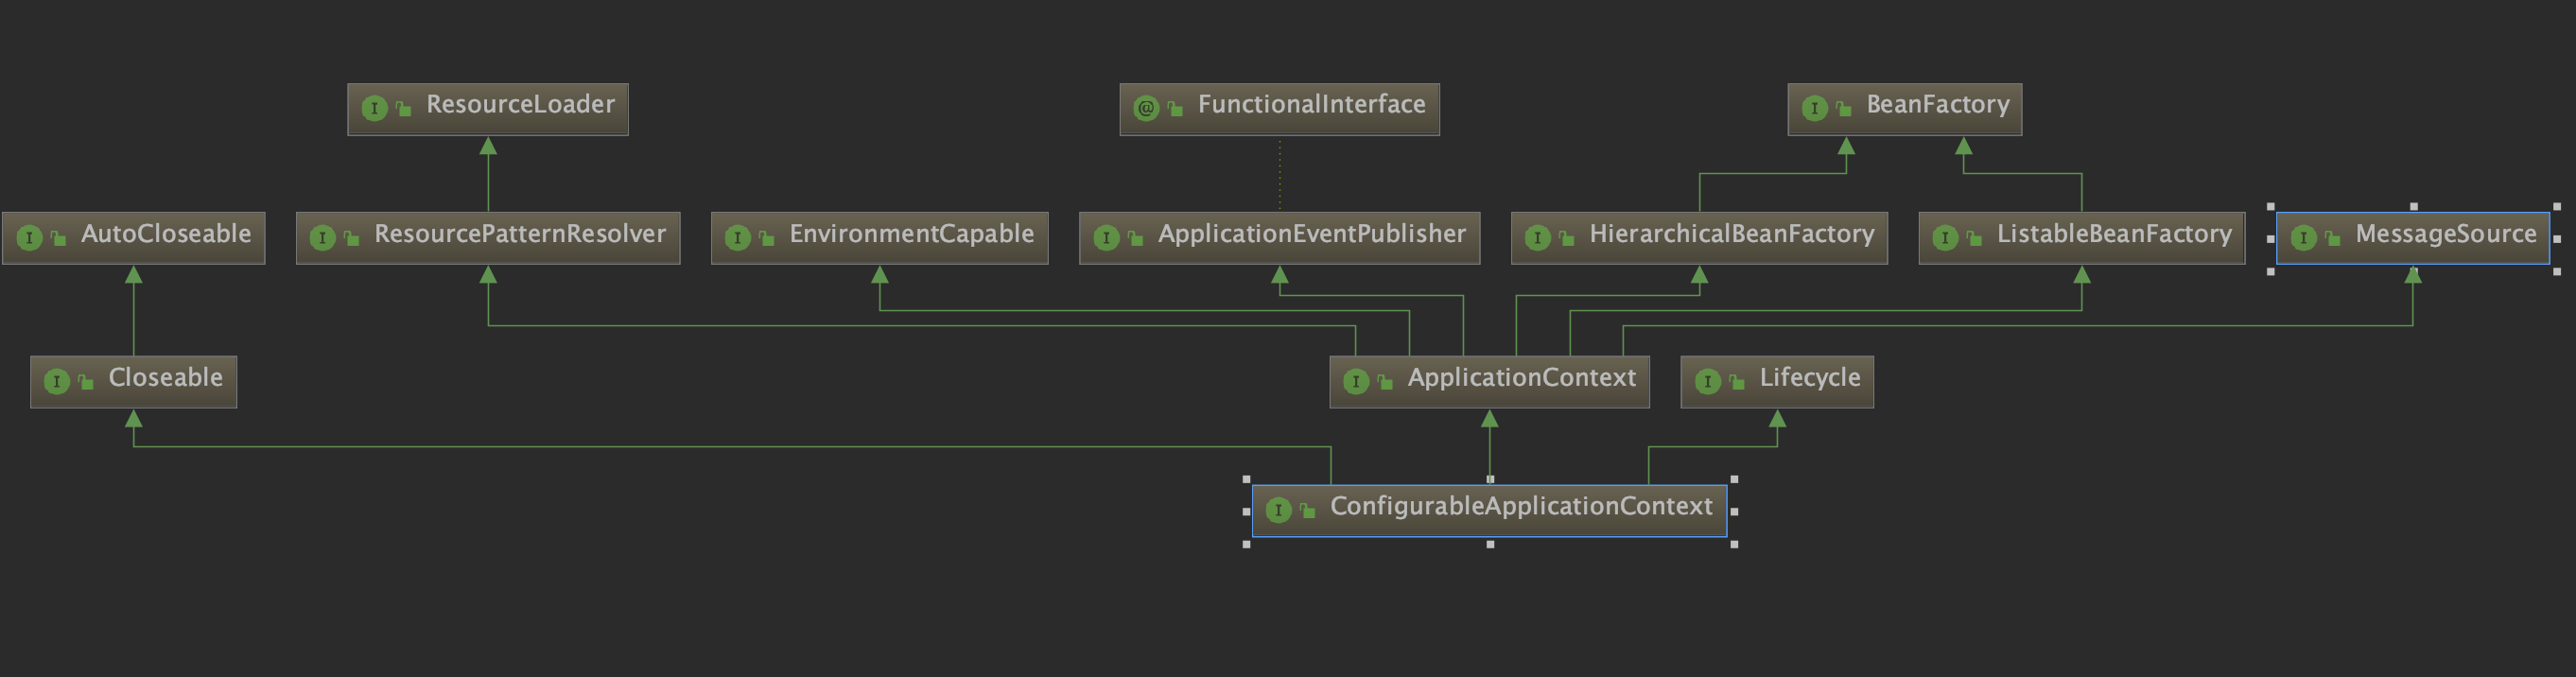 ResourceLoader
FunctionalInterface
BeanFactory
AutoCloseable
ResourcePatternResolver
EnvironmentCapable
ApplicationEventPublisher
HierarchicalBeanFactory
ListableBeanFactory
MessageSource
Closeable
ApplicationContext
Lifecycle
ConfigurableApplicationContext